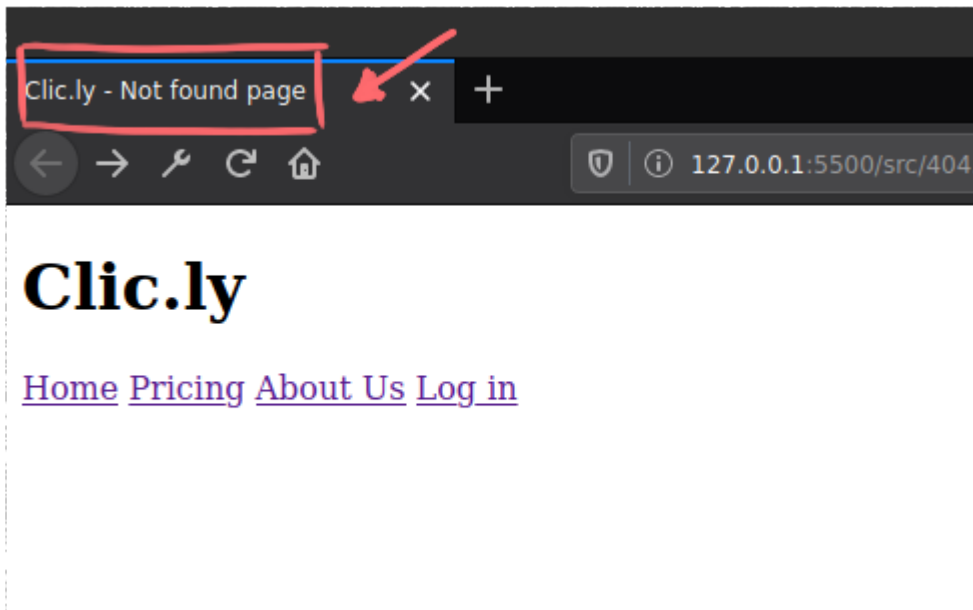 Clic.ly - Not found page
127.0.0.1:5500/src/404
Clic.ly
Home Pricing About Us Log in